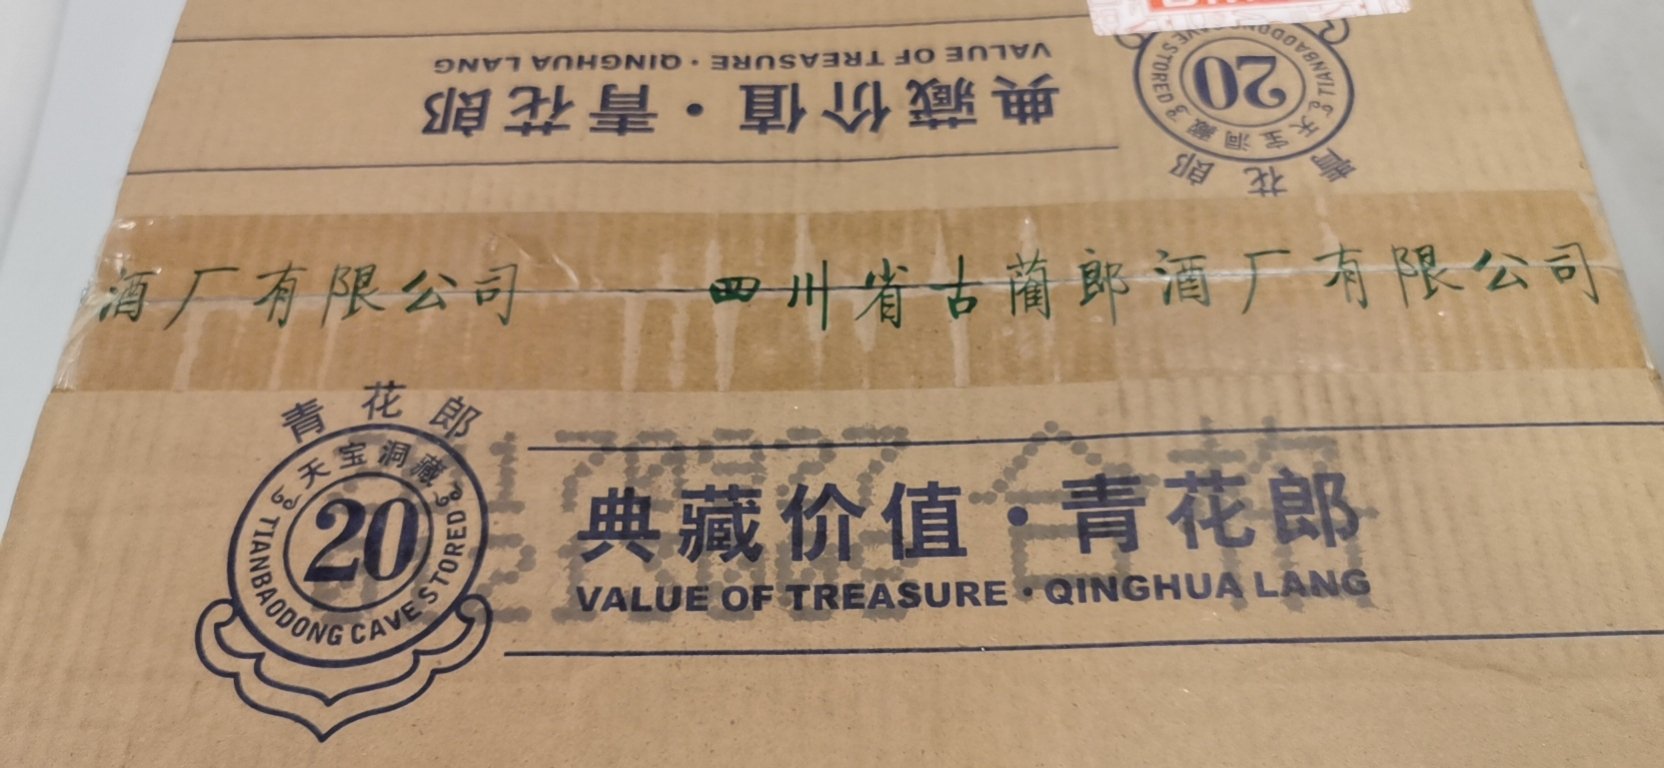 VALUE OF TREASURE · QINGHUA LANG
典藏价值·青花郎
20
天宝洞藏
青花郎
酒厂有限公司 四川省古蔺郎酒厂有限公司
青花郎
天宝洞藏
20
TIANBAODONG CAVE STORED
典藏价值·青花郎
VALUE OF TREASURE · QINGHUA LANG